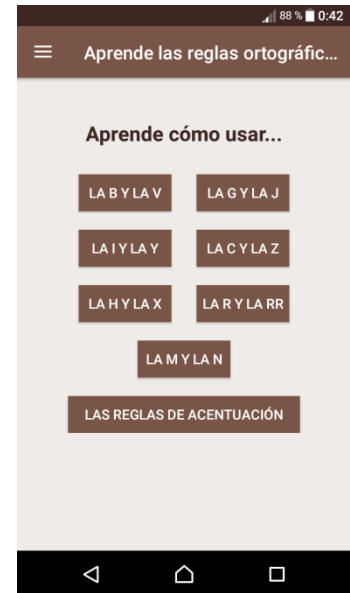 88 % 0:42
Aprende las reglas ortográfic...
Aprende cómo usar...
LA B Y LA V LA G Y LA J
LA I Y LA Y LA C Y LA Z
LA H Y LA X LA R Y LA RR
LA M Y LA N
LAS REGLAS DE ACENTUACIÓN